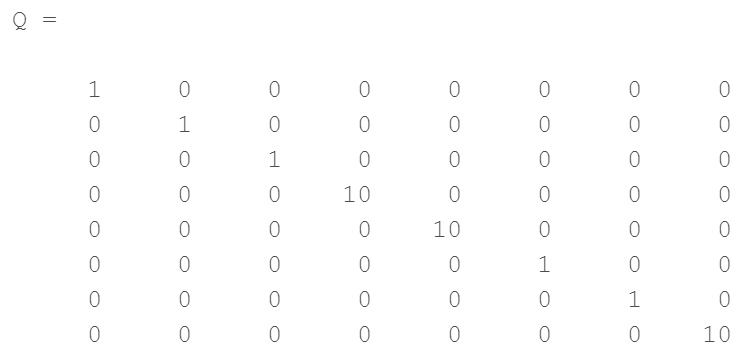 Q =
1 0 0 0 0 0 0 0
0 1 0 0 0 0 0 0
0 0 1 0 0 0 0 0
0 0 0 10 0 0 0 0
0 0 0 0 10 0 0 0
0 0 0 0 0 1 0 0
0 0 0 0 0 0 1 0
0 0 0 0 0 0 0 10